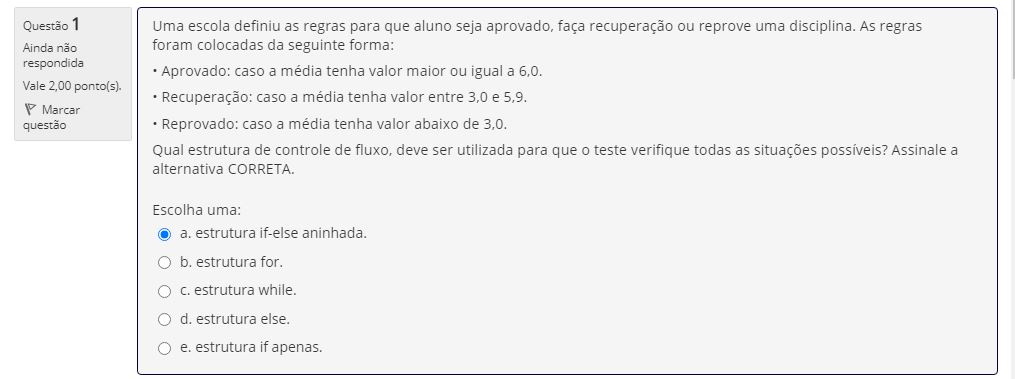 Questão 1
Ainda não
respondida
Vale 2,00 ponto(s).
Marcar
questão
Uma escola definiu as regras para que aluno seja aprovado, faça recuperação ou reprove uma disciplina. As regras
foram colocadas da seguinte forma:
• Aprovado: caso a média tenha valor maior ou igual a 6,0.
• Recuperação: caso a média tenha valor entre 3,0 e 5,9.
• Reprovado: caso a média tenha valor abaixo de 3,0.
Qual estrutura de controle de fluxo, deve ser utilizada para que o teste verifique todas as situações possíveis? Assinale a
alternativa CORRETA.
Escolha uma:
a. estrutura if-else aninhada.
b. estrutura for.
c. estrutura while.
d. estrutura else.
e. estrutura if apenas.